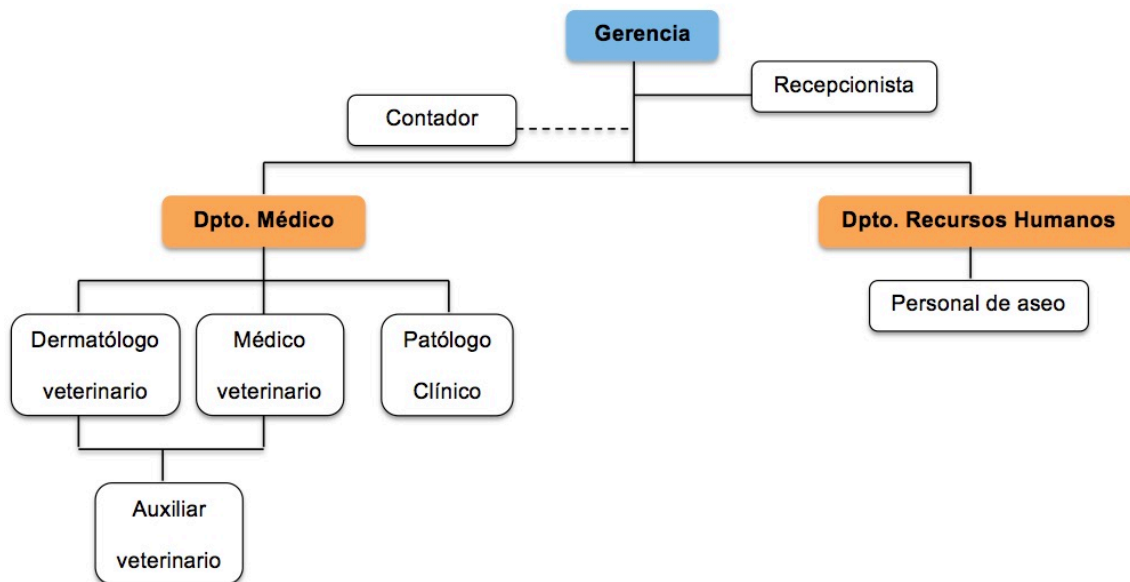 Gerencia
Recepcionista
Contador
Dpto. Médico
Dpto. Recursos Humanos
Personal de aseo
Dermatólogo
veterinario
Médico
veterinario
Patólogo
Clínico
Auxiliar
veterinario